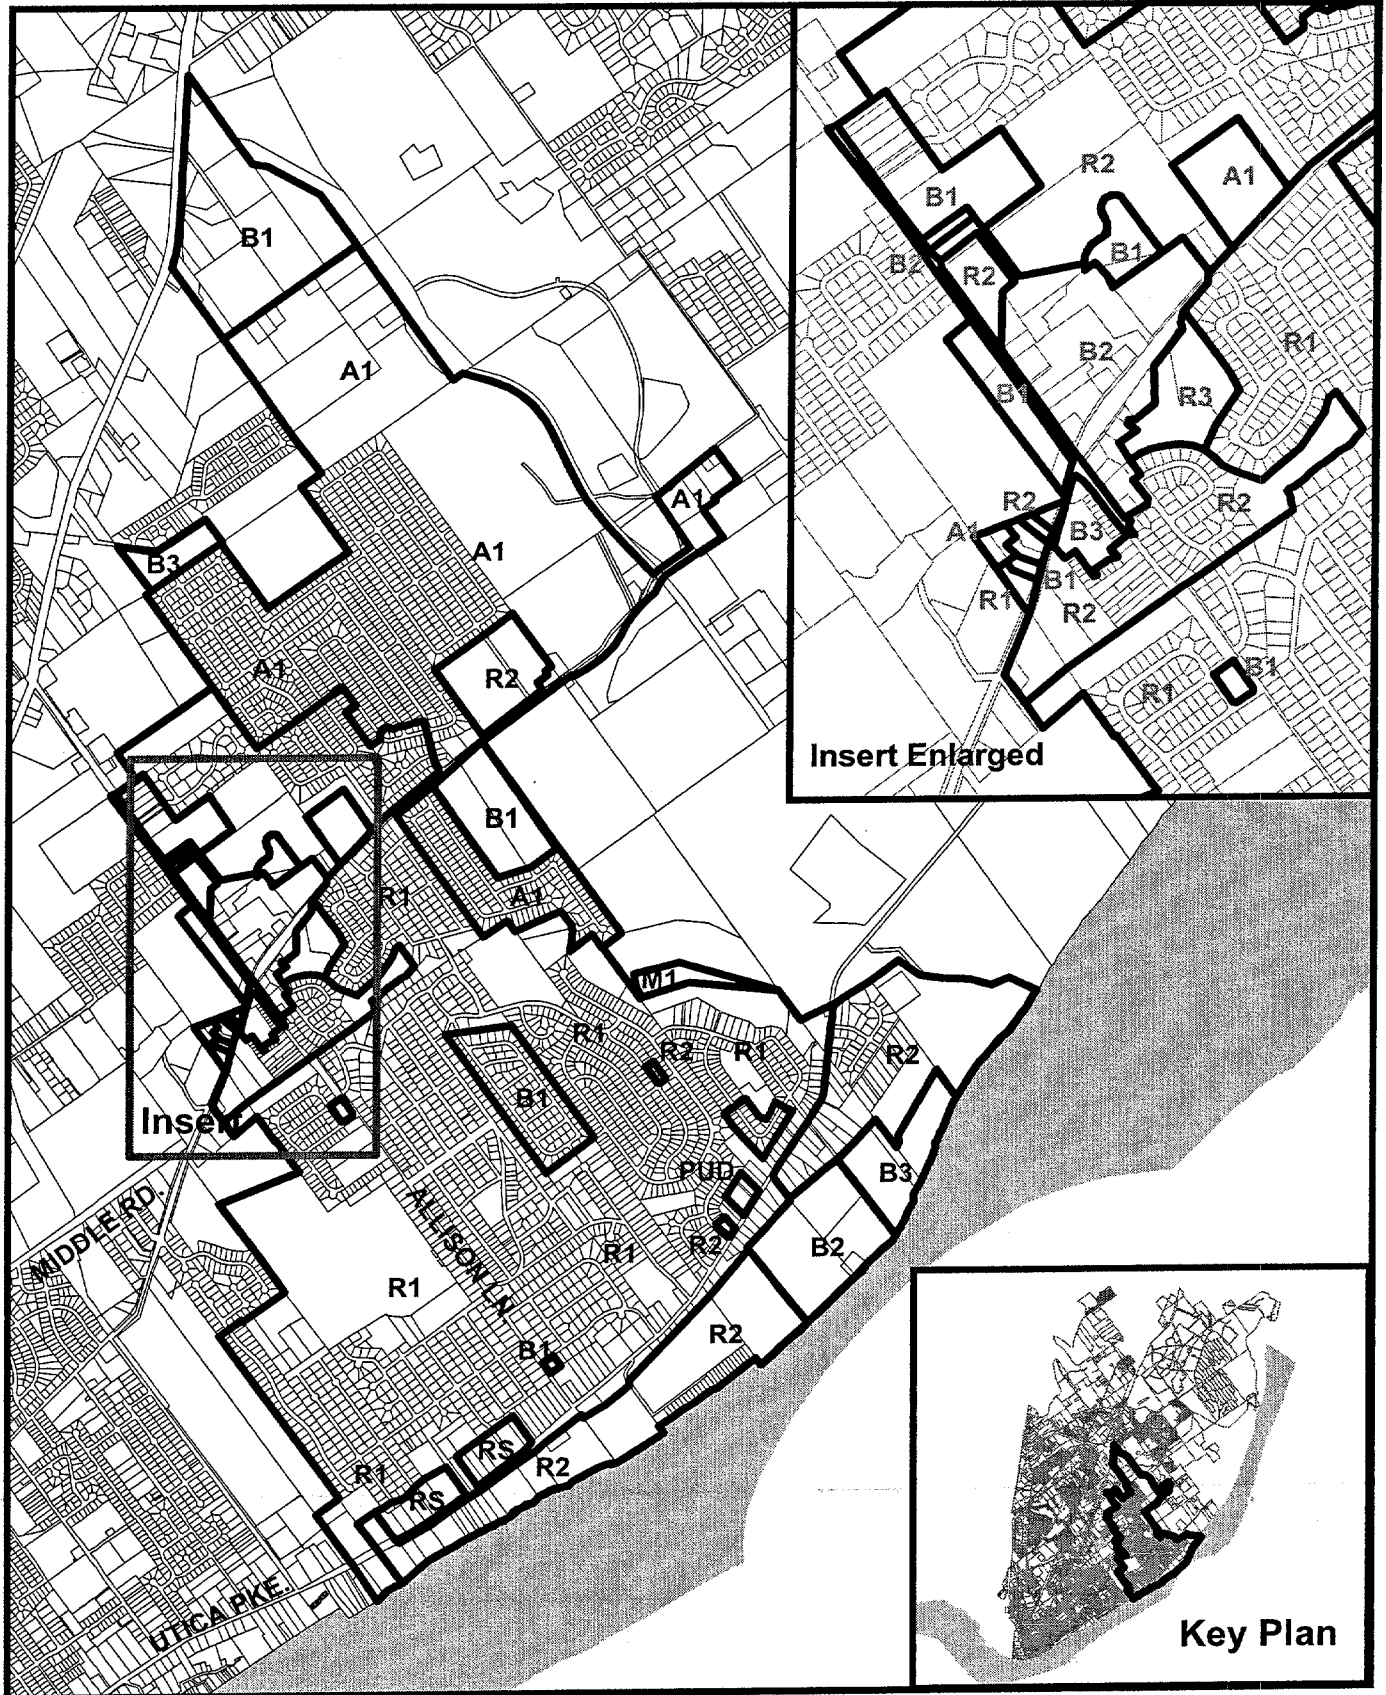 B1
A1
A1
A1
B3
A1
R2
B1
A1
R1
M1
R1
R2
R1
R2
B1
PUD
R2
B3
B2
R1
R1
R2
B1
RS
RS
R2
R1
Insert
MIDDLE RD.
ALLISON LN
UTICA PKE.
R2
A1
B1
B1
B2
R2
B2
R1
B1
R3
R2
R2
A1
B3
B1
R1
R2
B1
R1
Insert Enlarged
Key Plan